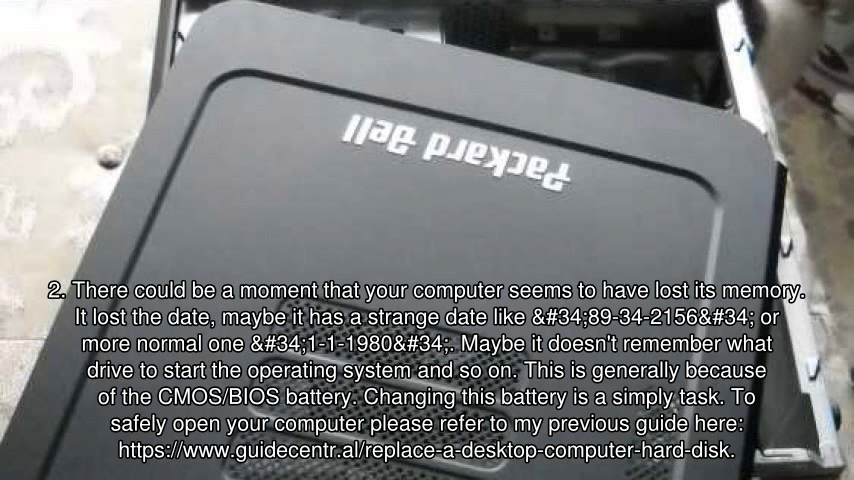 Packard Bell
2. There could be a moment that your computer seems to have lost its memory.
It lost the date, maybe it has a strange date like &#34;89-34-2156&#34; or
more normal one &#34;1-1-1980&#34;. Maybe it doesn't remember what
drive to start the operating system and so on. This is generally because
of the CMOS/BIOS battery. Changing this battery is a simply task. To
safely open your computer please refer to my previous guide here:
https://www.guidecentr.al/replace-a-desktop-computer-hard-disk.